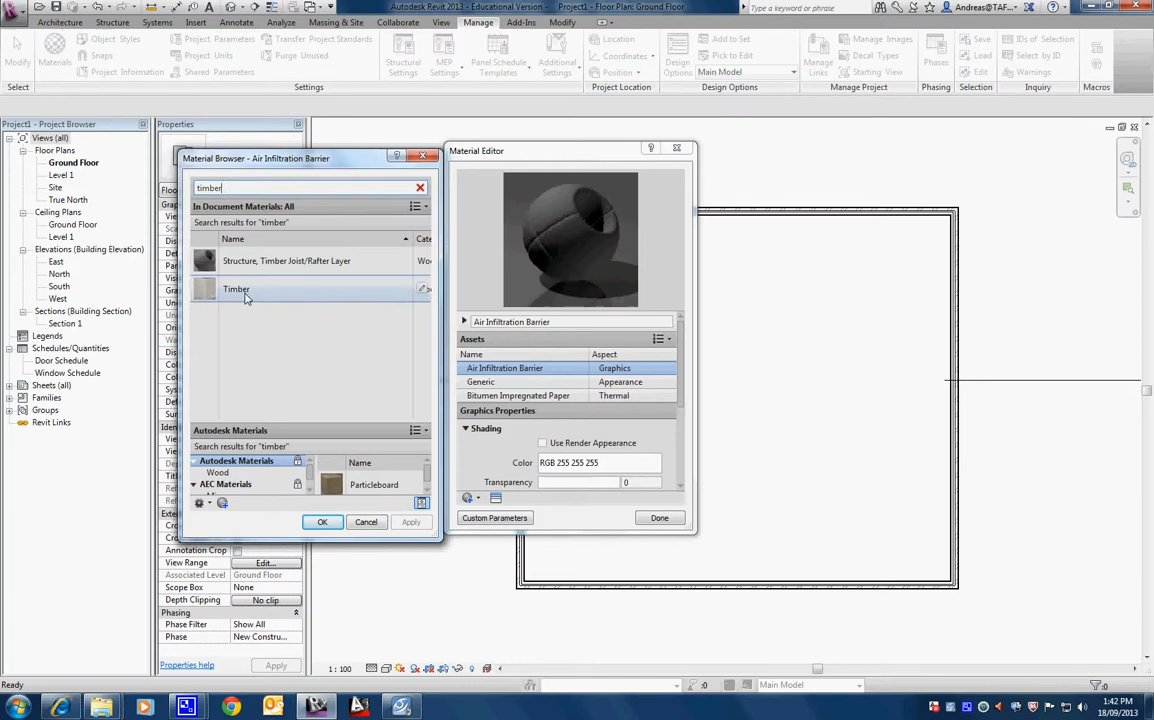 Autodesk Revit 2013 - Educational Version - Project1 - Floor Plan: Ground Floor
Type a keyword or phrase
Andreas@TAF...
Architecture Structure Systems Insert Annotate Analyze Massing & Site Collaborate View Manage Add-Ins Modify
Modify
Materials
Object Styles
Snaps
Project Information
Project Parameters
Project Units
Shared Parameters
Transfer Project Standards
Structural Settings
MEP Settings
Panel Schedule Templates
Additional Settings
Location
Coordinates
Position
Design Options
Add to Set
Pick to Edit
Main Model
Manage Links
Manage Images
Decal Types
Starting View
Phases
Save
Load
Edit
IDs of Selection
Select by ID
Warnings
Select
Settings
Project Location
Design Options
Manage Project
Phasing
Selection
Inquiry
Macros
Project1 - Project Browser
Views (all)
Floor Plans
Ground Floor
Level 1
Site
True North
Ceiling Plans
Ground Floor
Level 1
Elevations (Building Elevation)
East
North
South
West
Sections (Building Section)
Section 1
Legends
Schedules/Quantities
Door Schedule
Window Schedule
Sheets (all)
Families
Groups
Revit Links
Properties
Material Browser - Air Infiltration Barrier
timber
In Document Materials: All
Search results for "timber"
Name
Structure, Timber Joist/Rafter Layer
Timber
Autodesk Materials
Search results for "timber"
Autodesk Materials
Wood
AEC Materials
Name
Particleboard
OK
Cancel
Apply
Annotation Crop
View Range
Edit...
Associated Level
Ground Floor
Scope Box
None
Depth Clipping
No clip
Phasing
Phase Filter
Show All
Phase
New Constru...
Properties help
Apply
Material Editor
Air Infiltration Barrier
Assets
Name Aspect
Air Infiltration Barrier Graphics
Generic Appearance
Bitumen Impregnated Paper Thermal
Graphics Properties
Shading
Use Render Appearance
Color RGB 255 255 255
Transparency 0
Custom Parameters
Done
1 : 100
Ready
:0
Main Model
:0
1:42 PM
18/09/2013